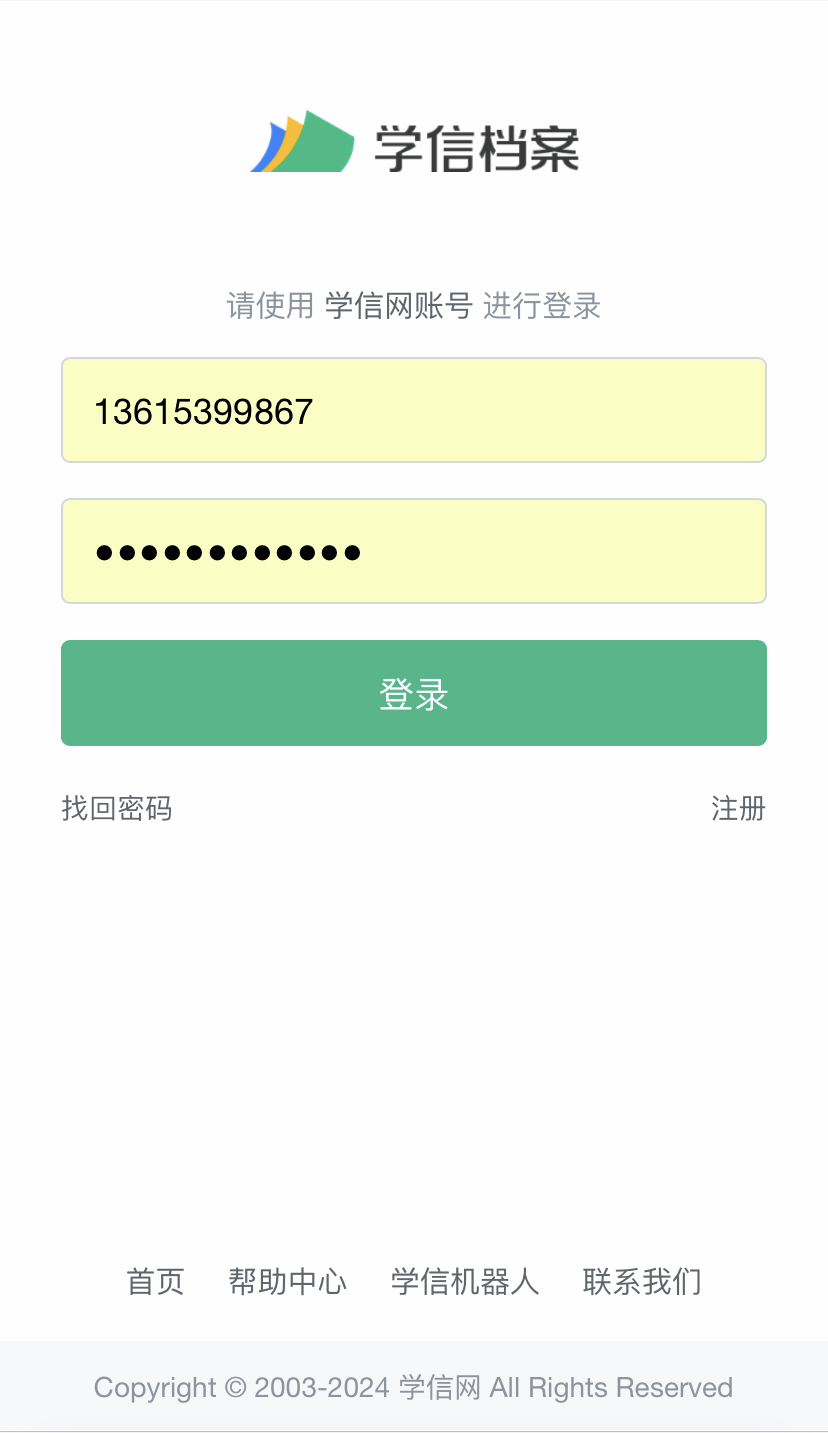 学信档案
请使用 学信网账号 进行登录
13615399867
••••••••••••
登录
找回密码 注册
首页 帮助中心 学信机器人 联系我们
Copyright © 2003-2024 学信网 All Rights Reserved